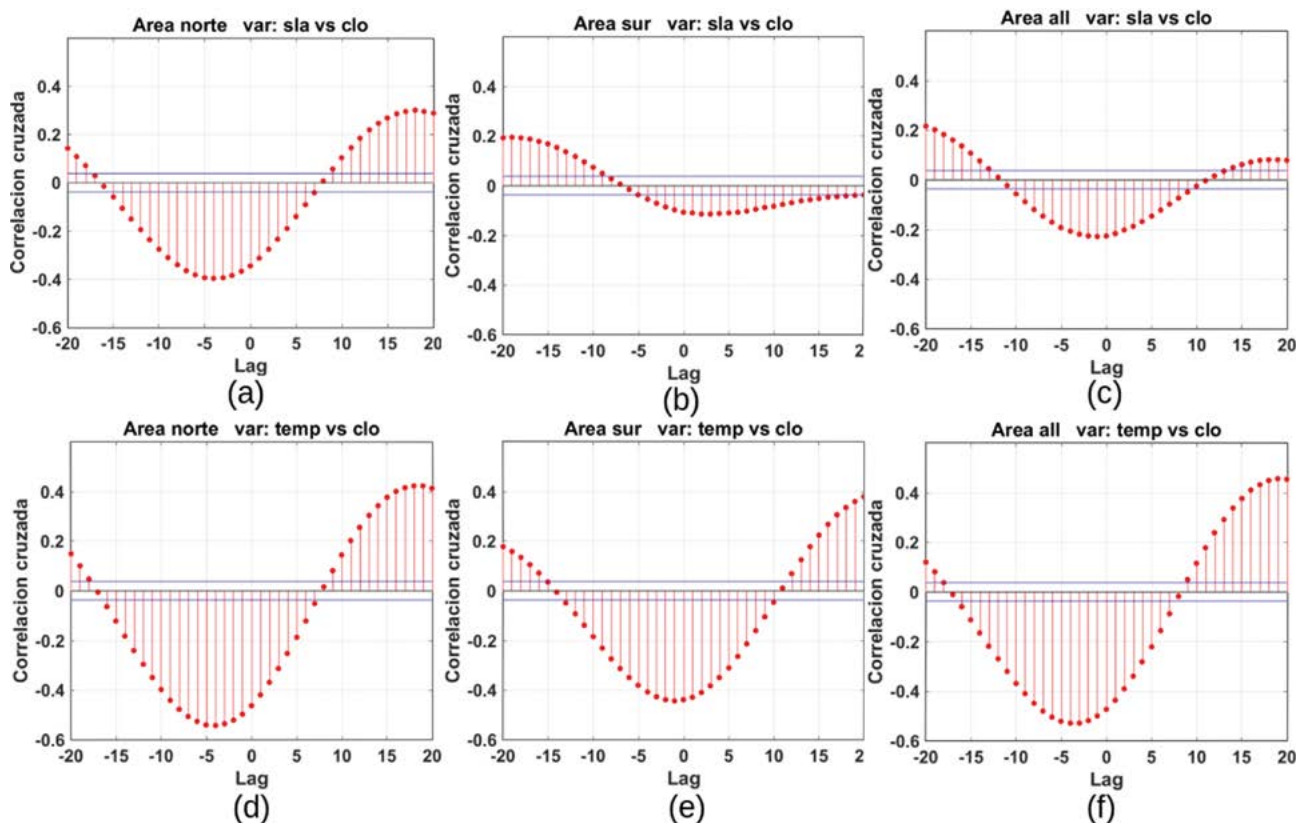 Area norte var: sla vs clo
Correlacion cruzada
0.4
0.2
0
-0.2
-0.4
-0.6
-20 -15 -10 -5 0 5 10 15 20
Lag
(a)
Area sur var: sla vs clo
Correlacion cruzada
0.4
0.2
0
-0.2
-0.4
-0.6
-20 -15 -10 -5 0 5 10 15 2
Lag
(b)
Area all var: sla vs clo
Correlacion cruzada
0.4
0.2
0
-0.2
-0.4
-0.6
-20 -15 -10 -5 0 5 10 15 20
Lag
(c)
Area norte var: temp vs clo
Correlacion cruzada
0.4
0.2
0
-0.2
-0.4
-0.6
-20 -15 -10 -5 0 5 10 15 20
Lag
(d)
Area sur var: temp vs clo
Correlacion cruzada
0.4
0.2
0
-0.2
-0.4
-0.6
-20 -15 -10 -5 0 5 10 15 20
Lag
(e)
Area all var: temp vs clo
Correlacion cruzada
0.4
0.2
0
-0.2
-0.4
-0.6
-20 -15 -10 -5 0 5 10 15 20
Lag
(f)